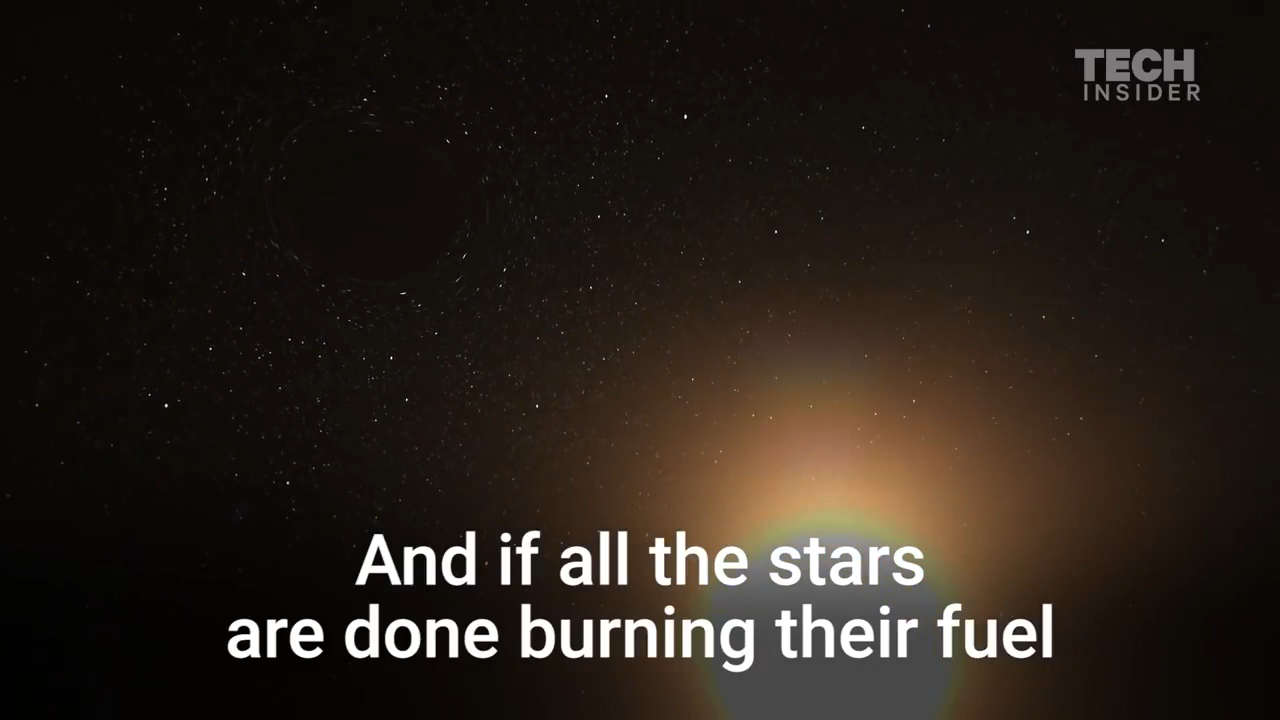 TECH
INSIDER
And if all the stars
are done burning their fuel